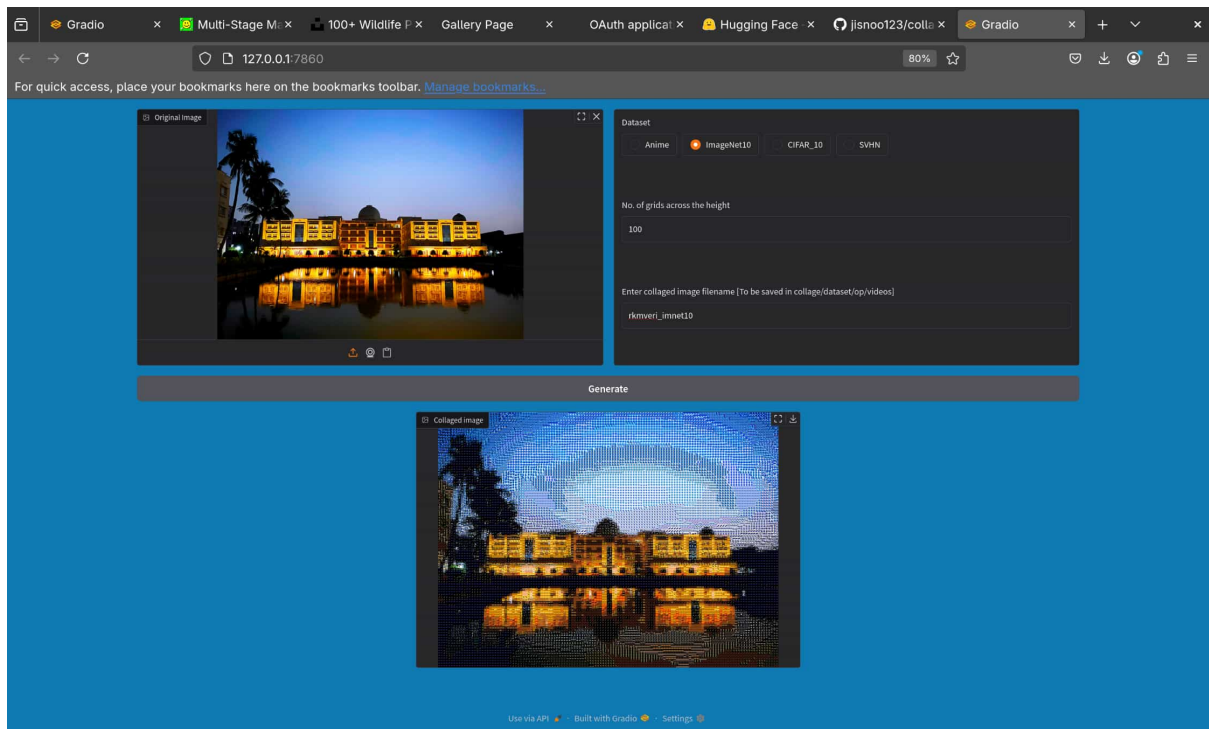 Gradio
Multi-Stage Ma
100+ Wildlife P
Gallery Page
OAuth applicat
Hugging Face -
jisnoo123/colla
Gradio
127.0.0.1:7860
80%
For quick access, place your bookmarks here on the bookmarks toolbar. Manage bookmarks...
Original Image
Dataset
Anime
ImageNet10
CIFAR_10
SVHN
No. of grids across the height
100
Enter collaged image filename [To be saved in collage/dataset/op/videos]
rkmveri_imnet10
Generate
Collaged image
Use via API · Built with Gradio · Settings